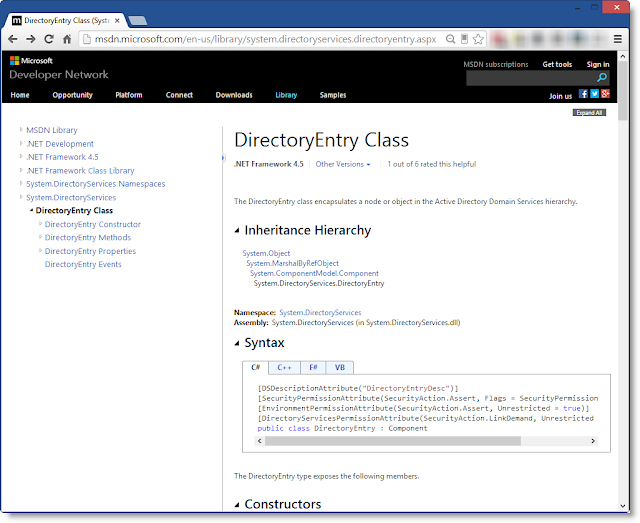 DirectoryEntry Class (Syste
msdn.microsoft.com/en-us/library/system.directoryservices.directoryentry.aspx
Microsoft
Developer Network
MSDN subscriptions Get tools Sign in
Home Opportunity Platform Connect Downloads Library Samples
Join us
Expand All
MSDN Library
.NET Development
.NET Framework 4.5
.NET Framework Class Library
System.DirectoryServices Namespaces
System.DirectoryServices
DirectoryEntry Class
DirectoryEntry Constructor
DirectoryEntry Methods
DirectoryEntry Properties
DirectoryEntry Events
DirectoryEntry Class
.NET Framework 4.5 Other Versions 1 out of 6 rated this helpful
The DirectoryEntry class encapsulates a node or object in the Active Directory Domain Services hierarchy.
Inheritance Hierarchy
System.Object
System.MarshalByRefObject
System.ComponentModel.Component
System.DirectoryServices.DirectoryEntry
Namespace: System.DirectoryServices
Assembly: System.DirectoryServices (in System.DirectoryServices.dll)
Syntax
C# C++ F# VB
[DSDescriptionAttribute("DirectoryEntryDesc")]
[SecurityPermissionAttribute(SecurityAction.Assert, Flags = SecurityPermission
[EnvironmentPermissionAttribute(SecurityAction.Assert, Unrestricted = true)]
[DirectoryServicesPermissionAttribute(SecurityAction.LinkDemand, Unrestricted
public class DirectoryEntry : Component
The DirectoryEntry type exposes the following members.
Constructors